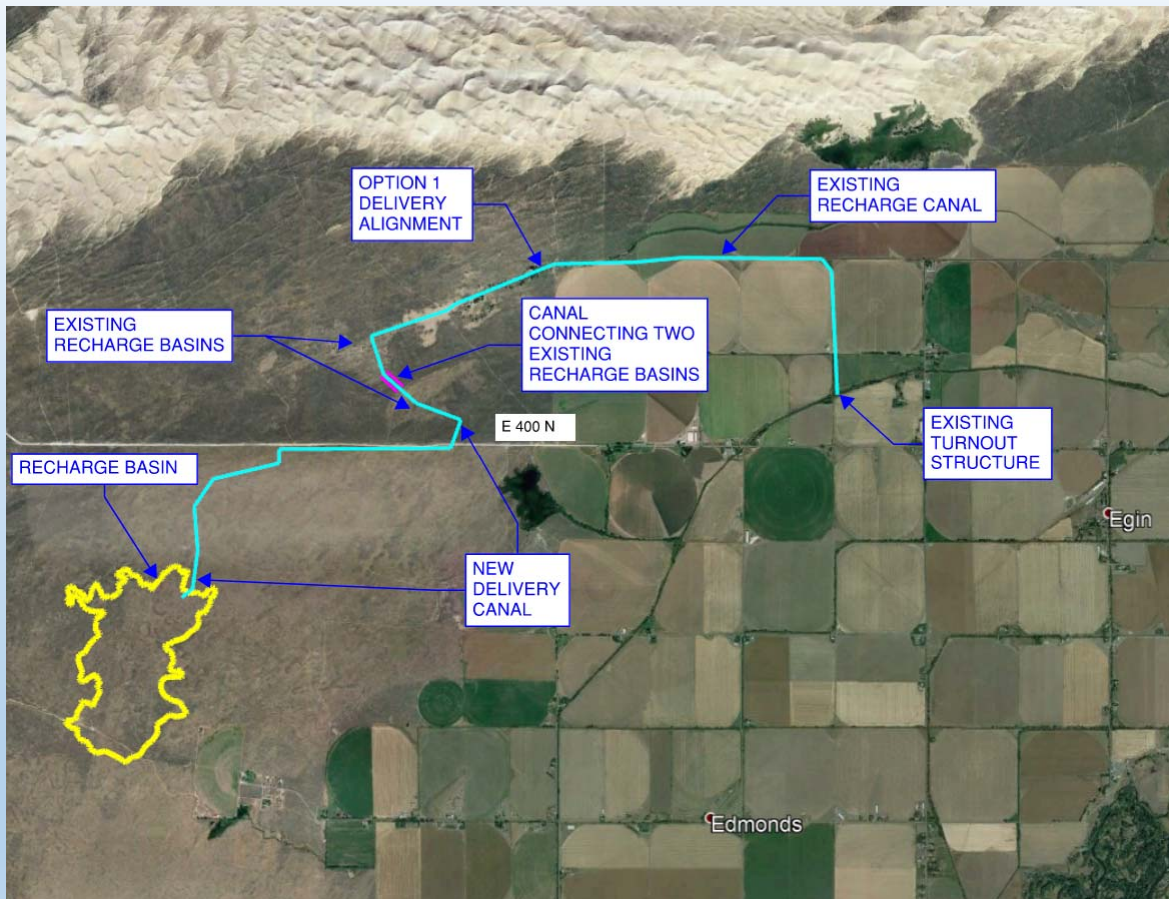 OPTION 1
DELIVERY
ALIGNMENT
EXISTING
RECHARGE CANAL
EXISTING
RECHARGE BASINS
CANAL
CONNECTING TWO
EXISTING
RECHARGE BASINS
E 400 N
EXISTING
TURNOUT
STRUCTURE
RECHARGE BASIN
Egin
NEW
DELIVERY
CANAL
Edmonds